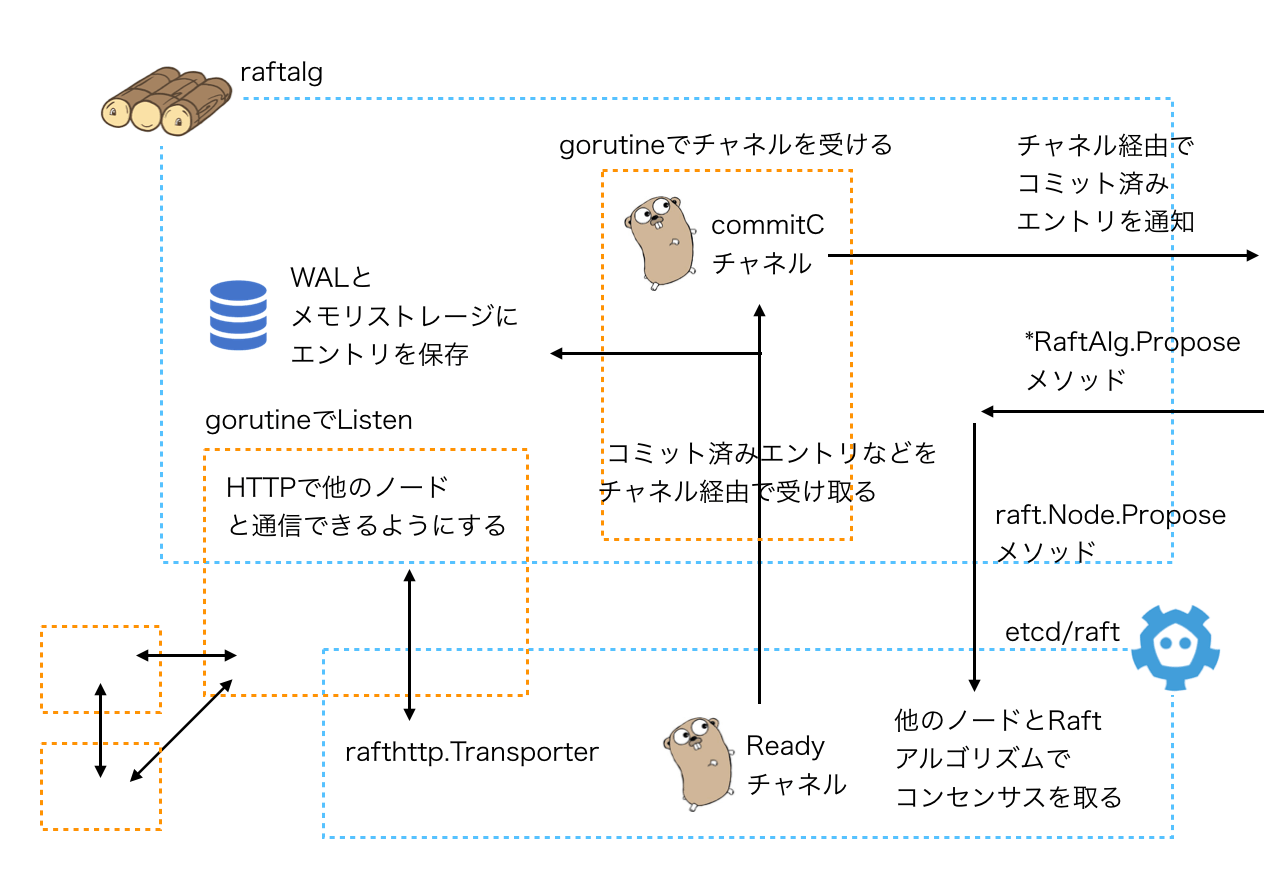 raftalg
gorutineでチャネルを受ける
チャネル経由で
コミット済み
エントリを通知
commitC
チャネル
WALと
メモリストレージに
エントリを保存
*RaftAlg.Propose
メソッド
gorutineでListen
コミット済みエントリなどを
チャネル経由で受け取る
HTTPで他のノード
と通信できるようにする
raft.Node.Propose
メソッド
etcd/raft
rafthttp.Transporter
Ready
チャネル
他のノードとRaft
アルゴリズムで
コンセンサスを取る